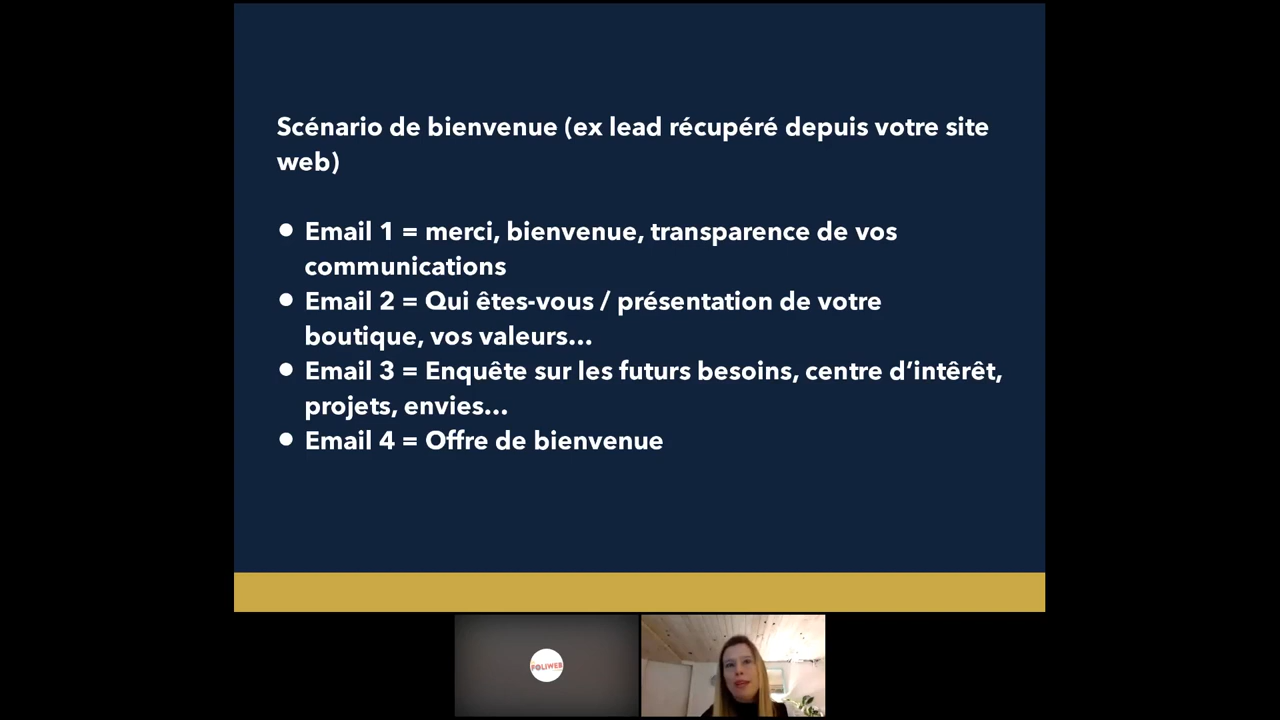 Scénario de bienvenue (ex lead récupéré depuis votre site
web)
• Email 1 = merci, bienvenue, transparence de vos
communications
• Email 2 = Qui êtes-vous / présentation de votre
boutique, vos valeurs...
• Email 3 = Enquête sur les futurs besoins, centre d’intêrêt,
projets, envies...
• Email 4 = Offre de bienvenue
FOLIWEB